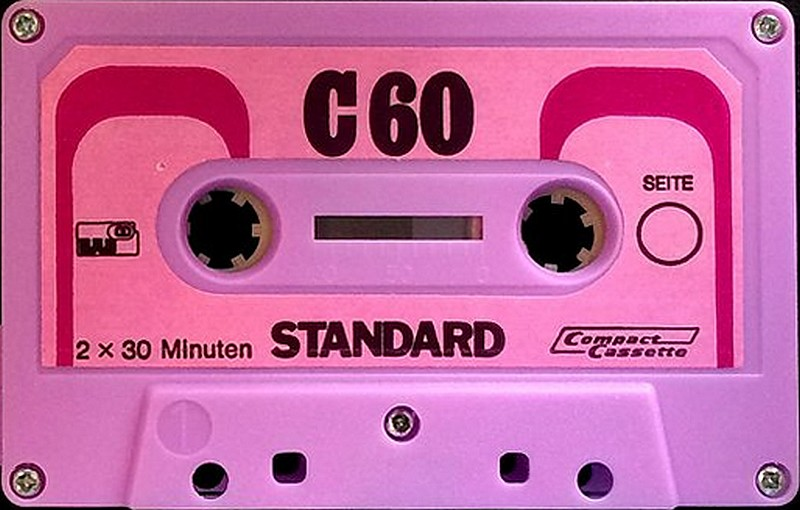 C 60
SEITE
2 × 30 Minuten
STANDARD
Compact
Cassette